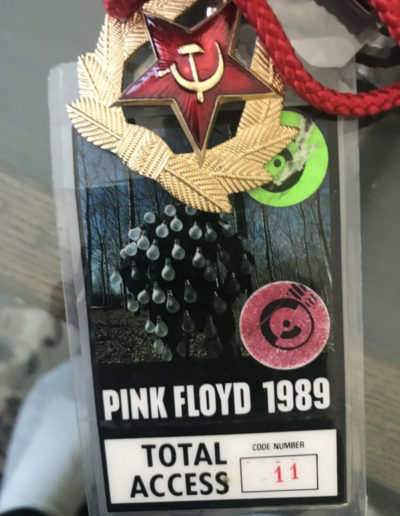 PINK FLOYD 1989
TOTAL
ACCESS
CODE NUMBER
11